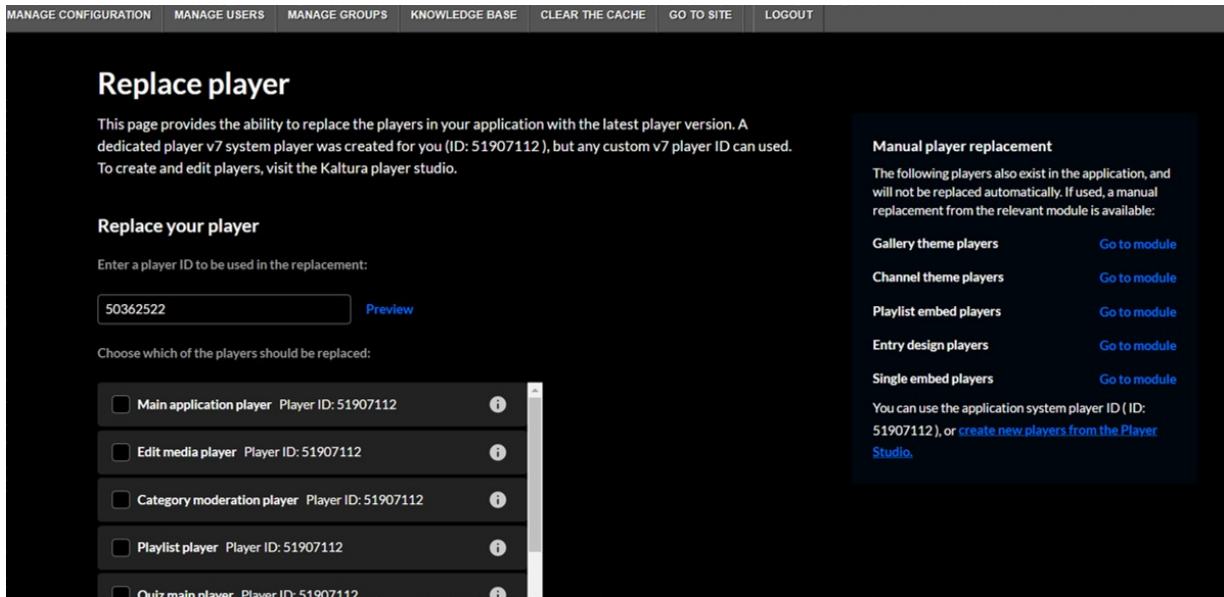 MANAGE CONFIGURATION MANAGE USERS MANAGE GROUPS KNOWLEDGE BASE CLEAR THE CACHE GO TO SITE LOGOUT
Replace player
This page provides the ability to replace the players in your application with the latest player version. A
dedicated player v7 system player was created for you (ID: 51907112 ), but any custom v7 player ID can used.
To create and edit players, visit the Kaltura player studio.
Replace your player
Enter a player ID to be used in the replacement:
50362522 Preview
Choose which of the players should be replaced:
Main application player Player ID: 51907112
Edit media player Player ID: 51907112
Category moderation player Player ID: 51907112
Playlist player Player ID: 51907112
Quiz main player Player ID: 51907112
Manual player replacement
The following players also exist in the application, and
will not be replaced automatically. If used, a manual
replacement from the relevant module is available:
Gallery theme players Go to module
Channel theme players Go to module
Playlist embed players Go to module
Entry design players Go to module
Single embed players Go to module
You can use the application system player ID ( ID:
51907112 ), or create new players from the Player
Studio.